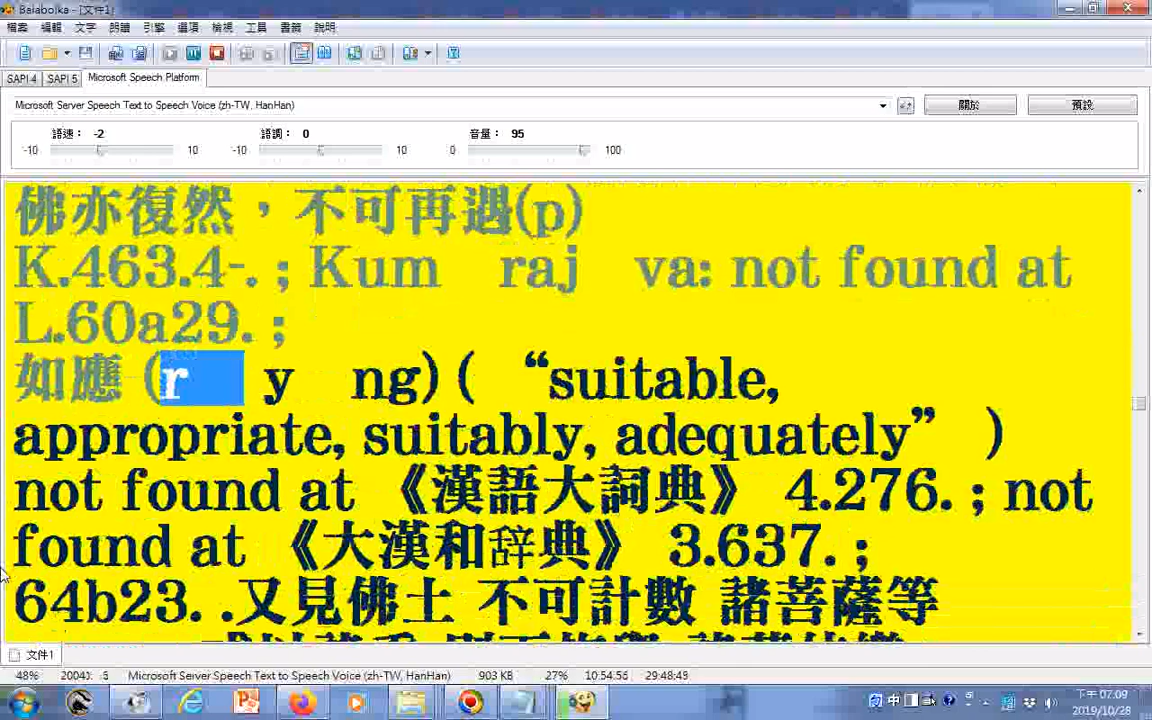 Balabolka - [文件1]
檔案 編輯 文字 朗讀 引擎 選項 檢視 工具 書籤 說明
SAPI 4 SAPI 5 Microsoft Speech Platform
Microsoft Server Speech Text to Speech Voice (zh-TW, HanHan) 關於 預設
語速： -2 語調： 0 音量： 95
-10 10 -10 10 0 100
佛亦復然，不可再遇(p)
K.463.4-. ; Kum raj va: not found at
L.60a29. ;
如應 (r y ng) ( “suitable,
appropriate, suitably, adequately” )
not found at 《漢語大詞典》 4.276. ; not
found at 《大漢和辞典》 3.637. ;
64b23. .又見佛土 不可計數 諸菩薩等
文件1
48% Microsoft Server Speech Text to Speech Voice (zh-TW, HanHan) 903 KB 27% 10:54:55 29:48:49
中 下午 07:09
2019/10/28